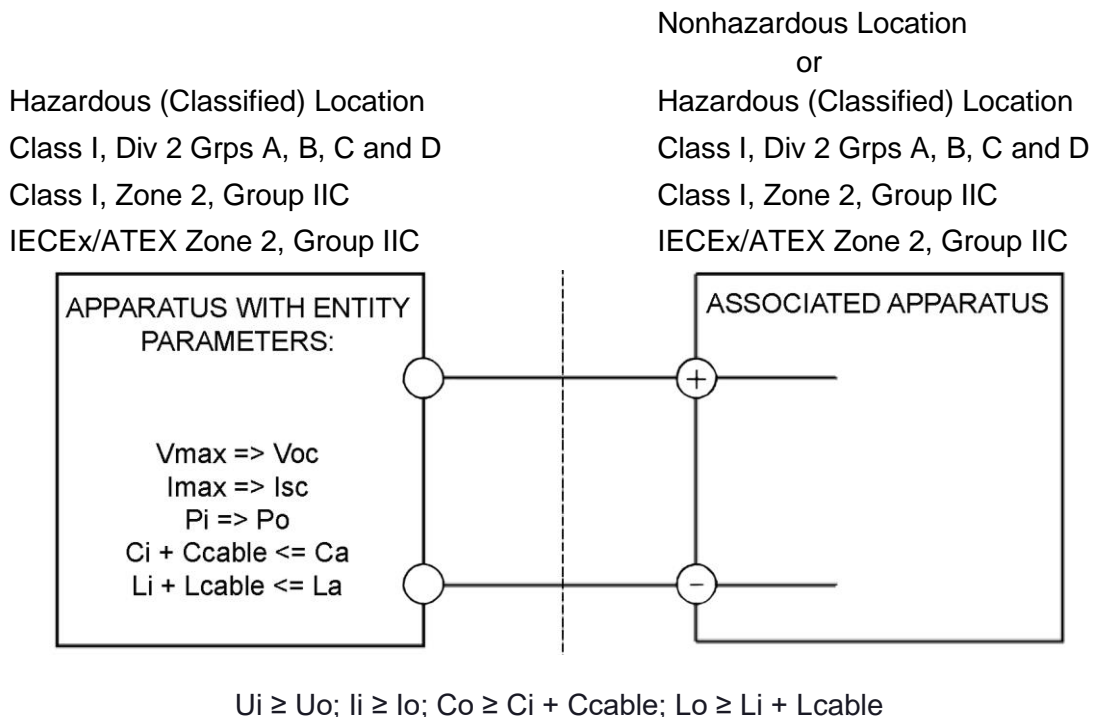 Nonhazardous Location
or
Hazardous (Classified) Location
Class I, Div 2 Grps A, B, C and D
Class I, Zone 2, Group IIC
IECEx/ATEX Zone 2, Group IIC
Hazardous (Classified) Location
Class I, Div 2 Grps A, B, C and D
Class I, Zone 2, Group IIC
IECEx/ATEX Zone 2, Group IIC
APPARATUS WITH ENTITY
PARAMETERS:
Vmax => Voc
Imax => Isc
Pi => Po
Ci + Ccable <= Ca
Li + Lcable <= La
ASSOCIATED APPARATUS
+
−
Ui ≥ Uo; Ii ≥ Io; Co ≥ Ci + Ccable; Lo ≥ Li + Lcable